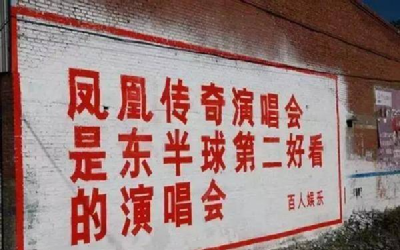 凤凰传奇演唱会
是东半球第二好看
的演唱会
百人娱乐